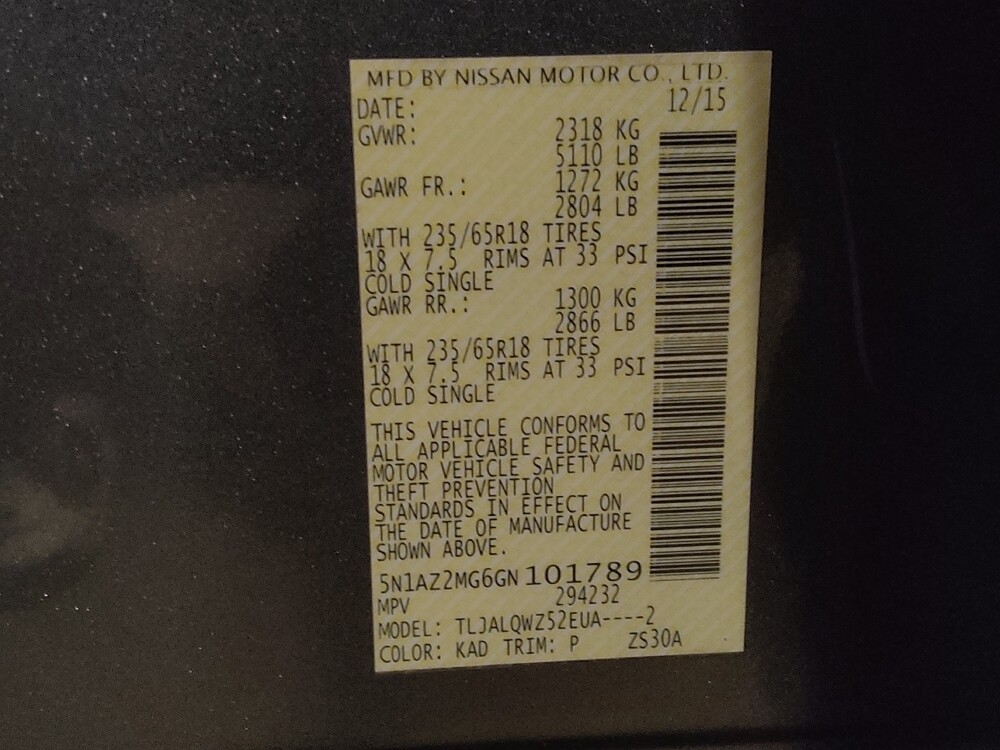 MFD BY NISSAN MOTOR CO., LTD.
DATE: 12/15
GVWR: 2318 KG
5110 LB
GAWR FR.: 1272 KG
2804 LB
WITH 235/65R18 TIRES
18 X 7.5 RIMS AT 33 PSI
COLD SINGLE
GAWR RR.: 1300 KG
2866 LB
WITH 235/65R18 TIRES
18 X 7.5 RIMS AT 33 PSI
COLD SINGLE
THIS VEHICLE CONFORMS TO
ALL APPLICABLE FEDERAL
MOTOR VEHICLE SAFETY AND
THEFT PREVENTION
STANDARDS IN EFFECT ON
THE DATE OF MANUFACTURE
SHOWN ABOVE.
5N1AZ2MG6GN101789
MPV 294232
MODEL: TLJALQWZ52EUA----2
COLOR: KAD TRIM: P ZS30A